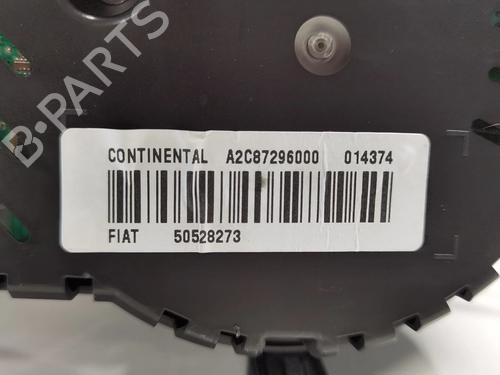 B-PARTS
CONTINENTAL A2C87296000 014374
FIAT 50528273